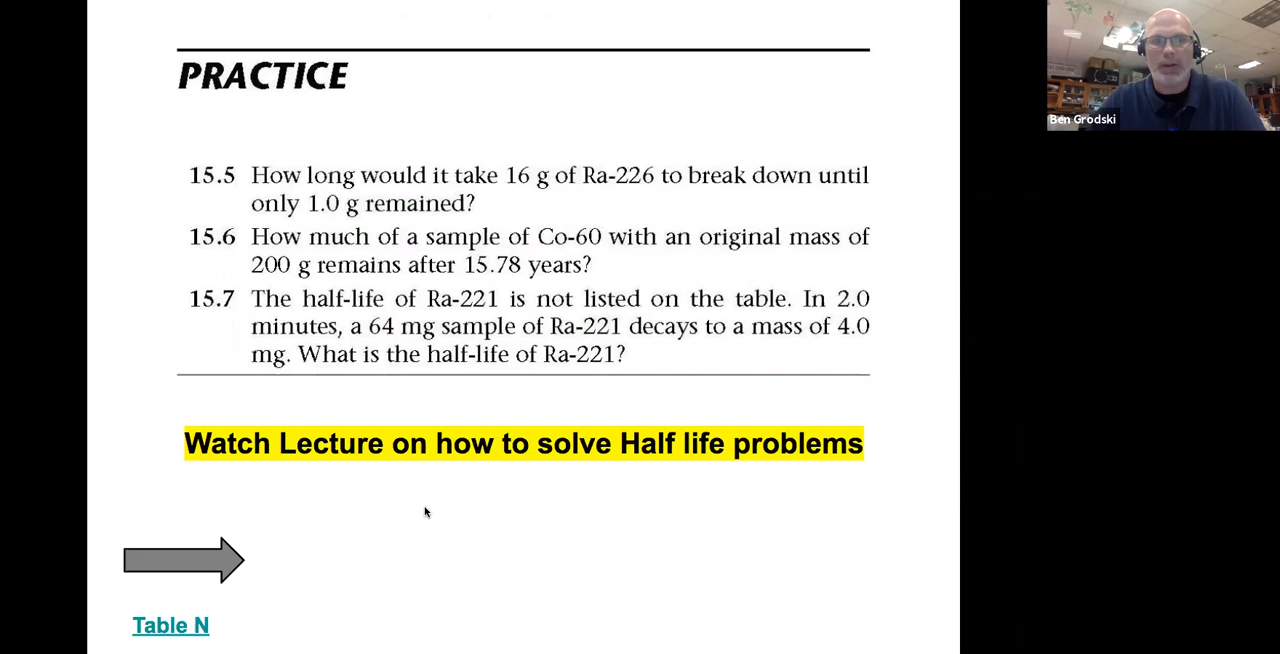 PRACTICE
Ben Grodski
15.5 How long would it take 16 g of Ra-226 to break down until
only 1.0 g remained?
15.6 How much of a sample of Co-60 with an original mass of
200 g remains after 15.78 years?
15.7 The half-life of Ra-221 is not listed on the table. In 2.0
minutes, a 64 mg sample of Ra-221 decays to a mass of 4.0
mg. What is the half-life of Ra-221?
Watch Lecture on how to solve Half life problems
Table N